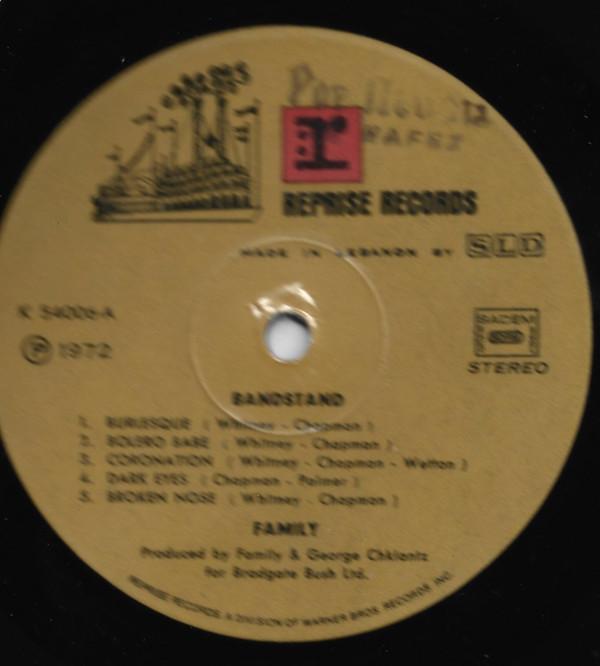 r
REPRISE RECORDS
MADE IN LEBANON BY SLD
K 54006-A
Ⓟ 1972
SACEM
STEREO
BANDSTAND
1. BURLESQUE ( Whitney - Chapman )
2. BOLERO BABE ( Whitney - Chapman )
3. CORONATION ( Whitney - Chapman - Wetton )
4. DARK EYES ( Chapman - Palmer )
5. BROKEN NOSE ( Whitney - Chapman )
FAMILY
Produced by Family & George Chkiantz
for Bradgate Bush Ltd.
REPRISE RECORDS, A DIVISION OF WARNER BROS. RECORDS, INC.